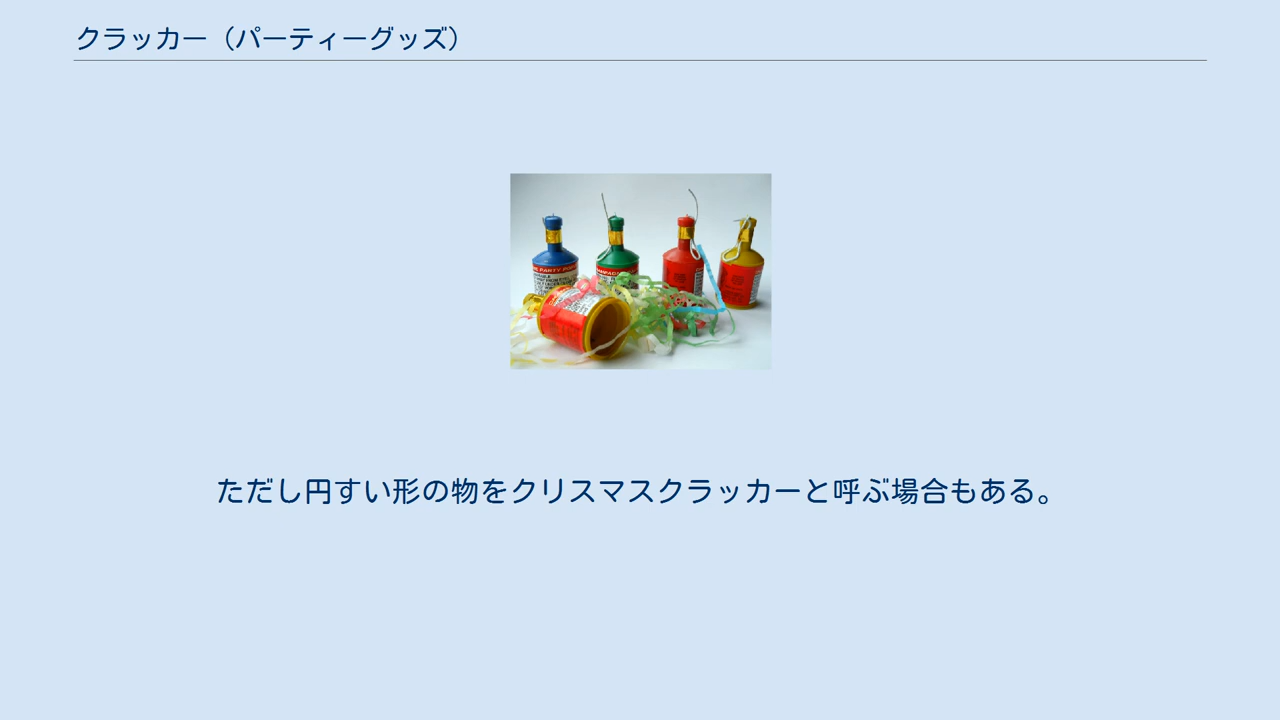 クラッカー（パーティーグッズ）
ただし円すい形の物をクリスマスクラッカーと呼ぶ場合もある。